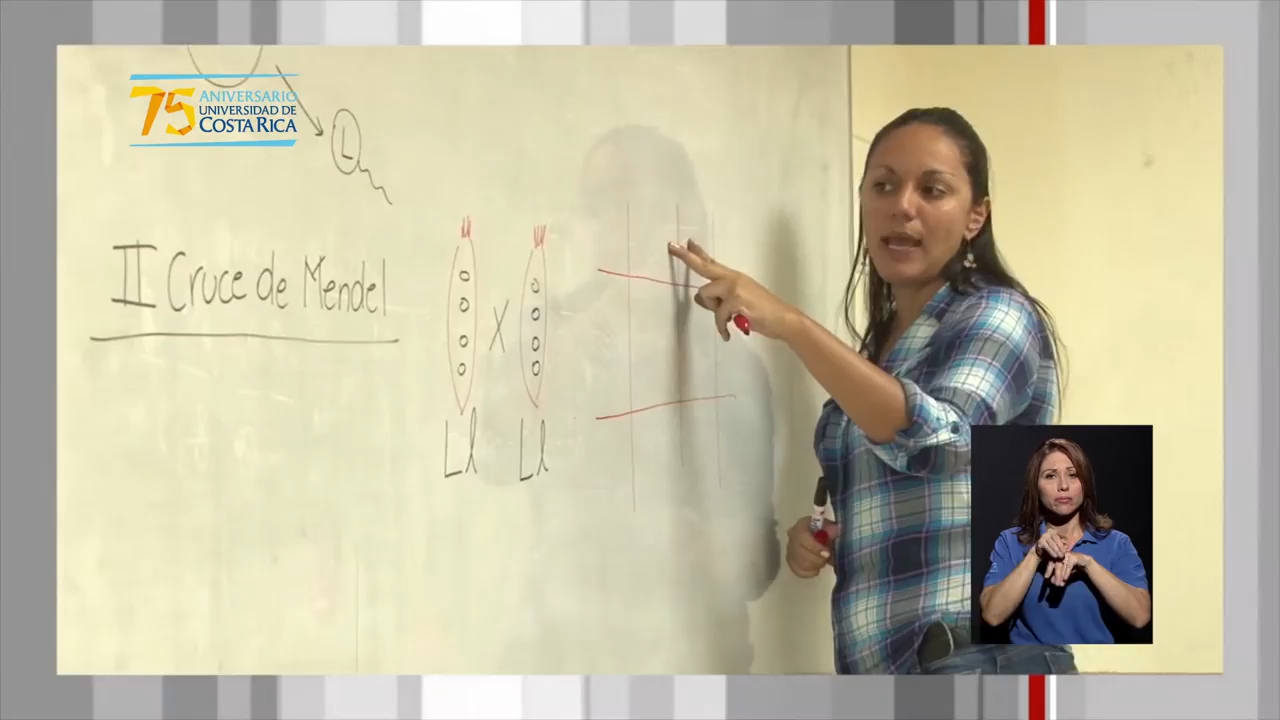 75 ANIVERSARIO
UNIVERSIDAD DE
COSTA RICA
L
II Cruce de Mendel
X
Ll
Ll